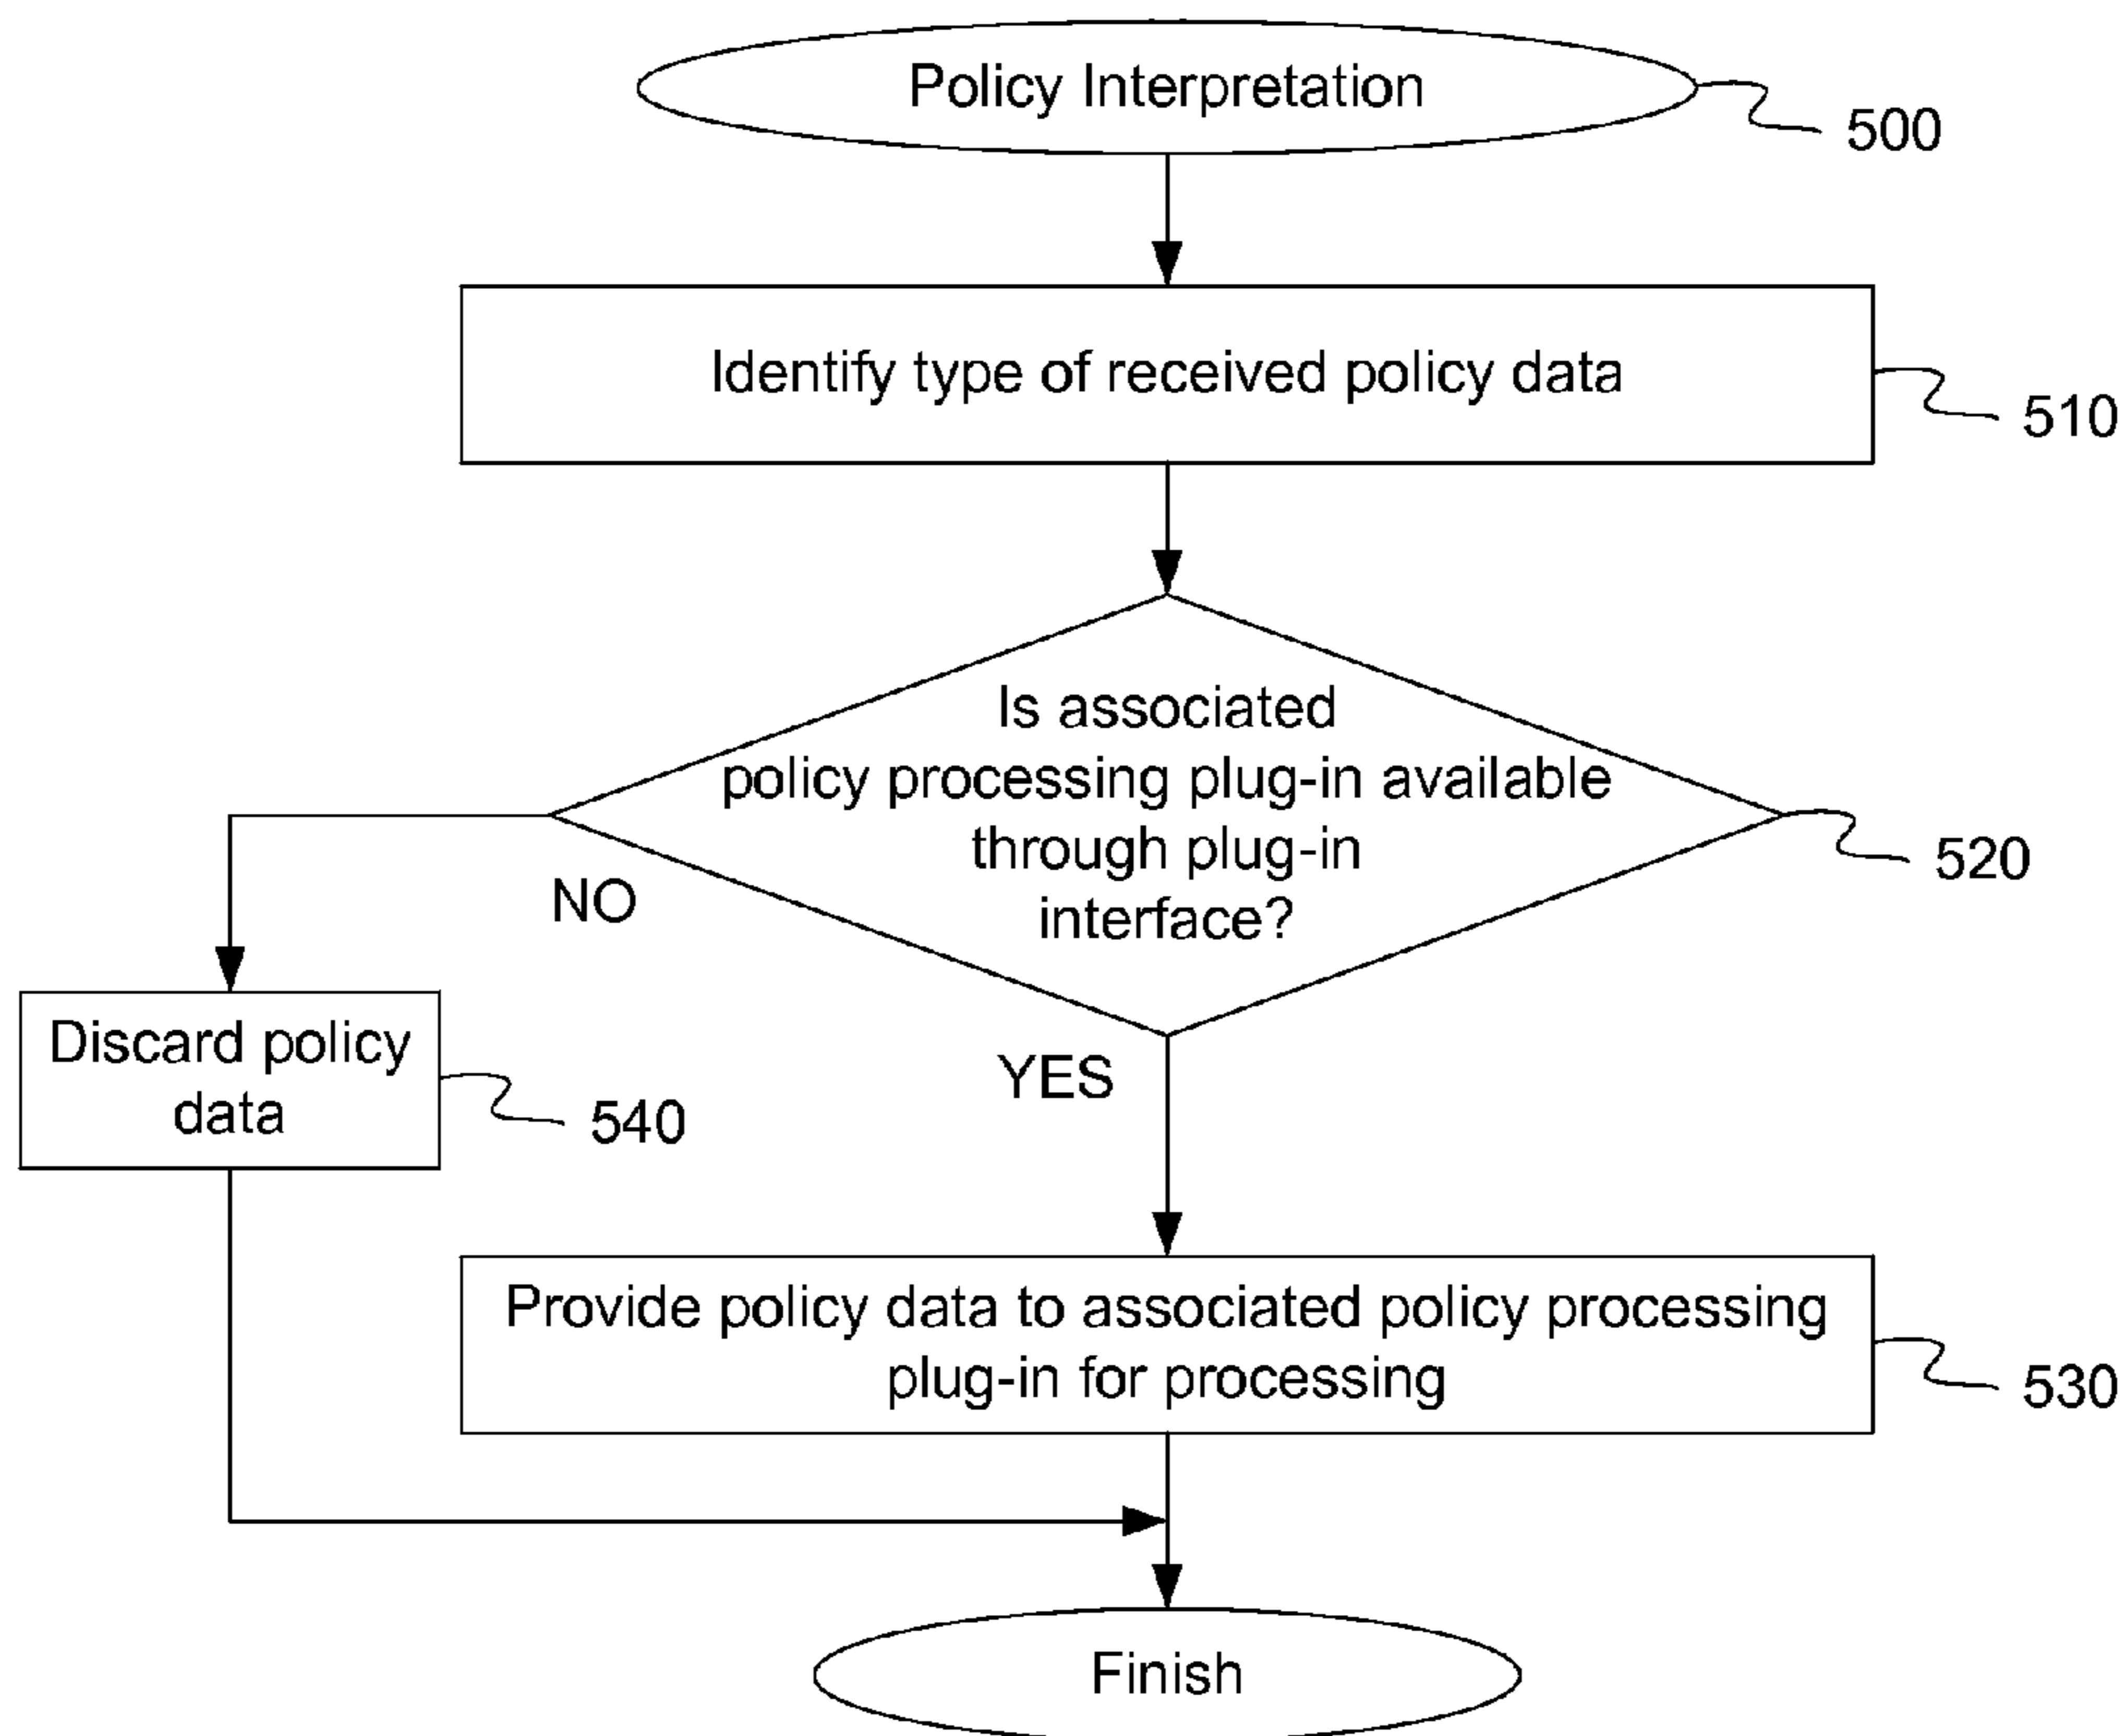 Policy Interpretation
500
Identify type of received policy data
510
Is associated
policy processing plug-in available
through plug-in
interface?
520
NO
Discard policy
data
540
YES
Provide policy data to associated policy processing
plug-in for processing
530
Finish